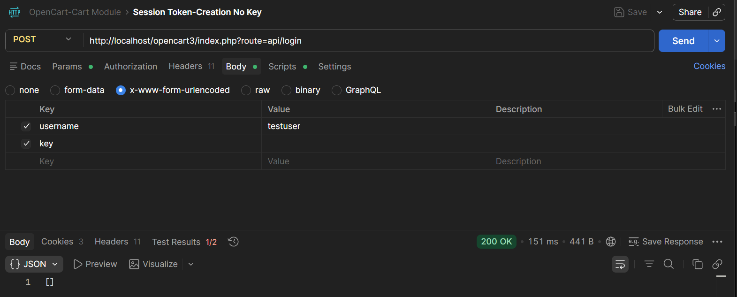 HTTP OpenCart-Cart Module > Session Token-Creation No Key Save Share
POST http://localhost/opencart3/index.php?route=api/login Send
Docs Params Authorization Headers 11 Body Scripts Settings Cookies
none form-data x-www-form-urlencoded raw binary GraphQL
Key Value Description Bulk Edit
username testuser
key
Key Value Description
Body Cookies 3 Headers 11 Test Results 1/2 200 OK 151 ms 441 B e.g. Save Response
{} JSON Preview Visualize
1 []